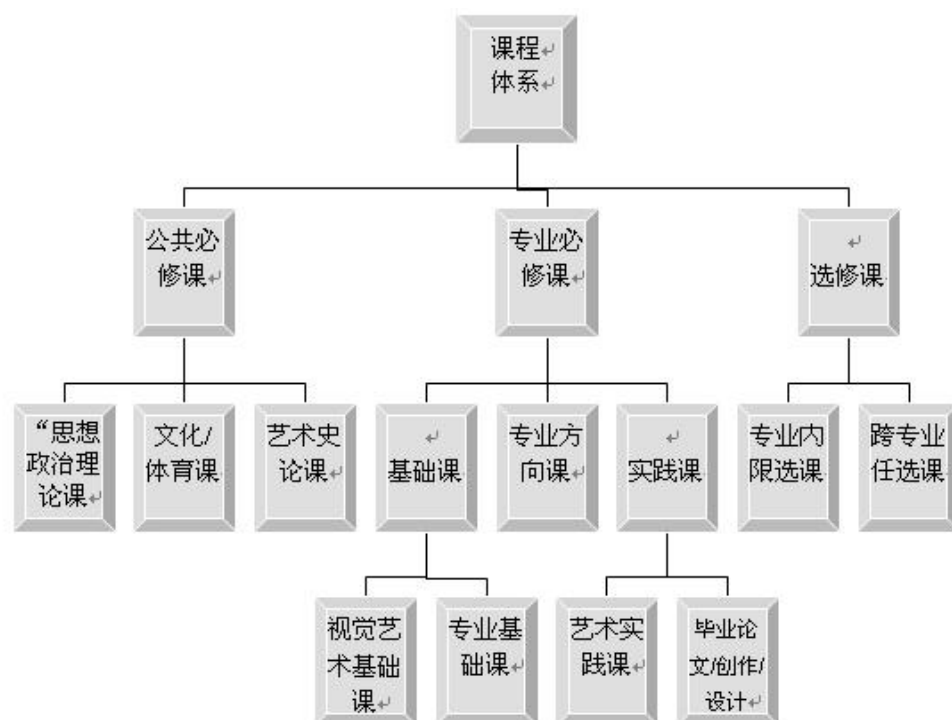 课程
体系
公共必
修课
专业必
修课
选修课
“思想
政治理
论课
文化/
体育课
艺术史
论课
基础课
专业方
向课
实践课
专业内
限选课
跨专业
任选课
视觉艺
术基础
课
专业基
础课
艺术实
践课
毕业论
文/创作/
设计